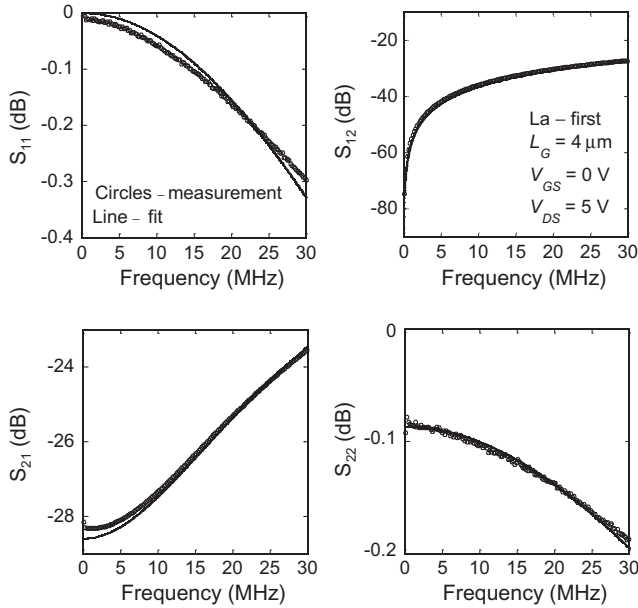 0
-0.1
-0.2
-0.3
-0.4
S11 (dB)
Circles – measurement
Line – fit
0 5 10 15 20 25 30
Frequency (MHz)
-20
-40
-60
-80
S12 (dB)
La – first
LG = 4 μm
VGS = 0 V
VDS = 5 V
0 5 10 15 20 25 30
Frequency (MHz)
-24
-26
-28
S21 (dB)
0 5 10 15 20 25 30
Frequency (MHz)
0
-0.1
-0.2
S22 (dB)
0 5 10 15 20 25 30
Frequency (MHz)